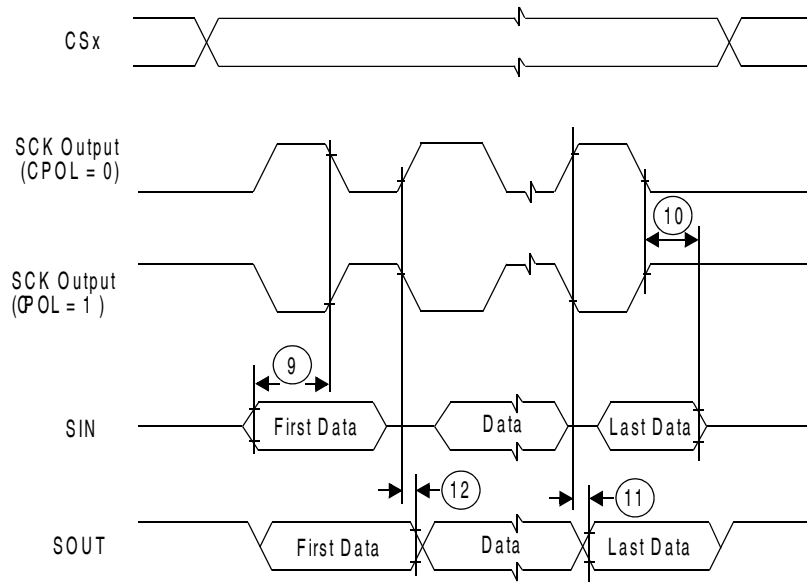 CSx
SCK Output
(CPOL = 0)
10
SCK Output
(CPOL = 1 )
9
SIN
First Data
Data
Last Data
12
11
SOUT
First Data
Data
Last Data